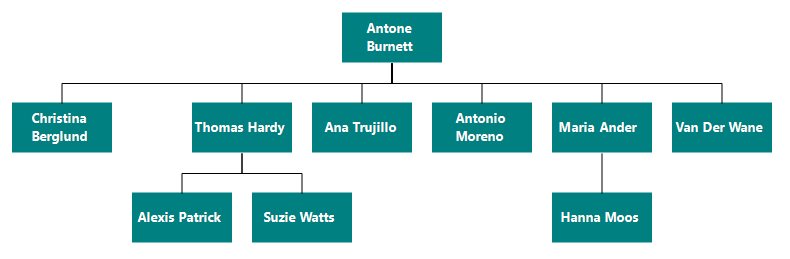 Antone
Burnett
Christina
Berglund
Thomas Hardy
Ana Trujillo
Antonio
Moreno
Maria Ander
Van Der Wane
Alexis Patrick
Suzie Watts
Hanna Moos